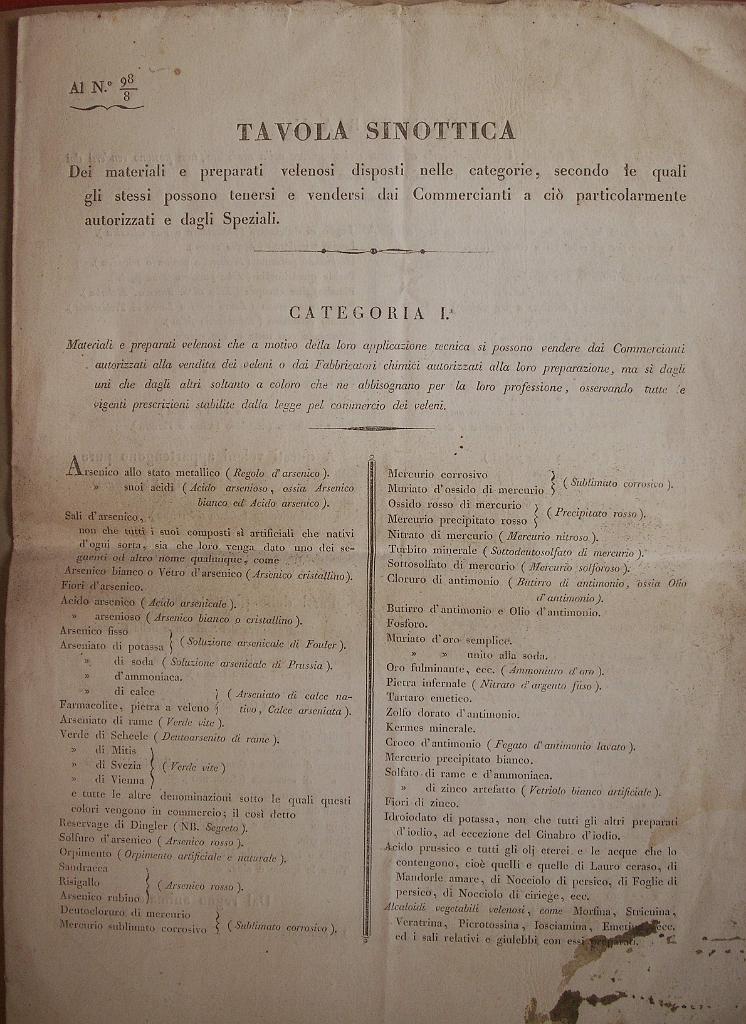 Al N.º 98/8
TAVOLA SINOTTICA
Dei materiali e preparati velenosi disposti nelle categorie, secondo le quali
gli stessi possono tenersi e vendersi dai Commercianti a ciò particolarmente
autorizzati e dagli Speziali.
CATEGORIA I.ª
Materiali e preparati velenosi che a motivo della loro applicazione tecnica si possono vendere dai Commercianti
autorizzati alla vendita dei veleni o dai Fabbricatori chimici autorizzati alla loro preparazione, ma sì dagli
uni che dagli altri soltanto a coloro che ne abbisognano per la loro professione, osservando tutte le
vigenti prescrizioni stabilite dalla legge pel commercio dei veleni.
Arsenico allo stato metallico ( Regolo d'arsenico ).
» suoi acidi ( Acido arsenioso, ossia Arsenico
bianco ed Acido arsenico ).
Sali d'arsenico,
non che tutti i suoi composti sì artificiali che nativi
d'ogni sorta, sia che loro venga dato uno dei se-
guenti od altro nome qualunque, come
Arsenico bianco o Vetro d'arsenico ( Arsenico cristallino ).
Fiori d'arsenico.
Acido arsenico ( Acido arsenicale ).
» arsenioso ( Arsenico bianco o cristallino ).
Arsenico fisso
Arseniato di potassa } ( Soluzione arsenicale di Fouler ).
» di soda ( Soluzione arsenicale di Prussia ).
» d'ammoniaca.
» di calce } ( Arseniato di calce na-
Farmacolite, pietra a veleno } tivo, Calce arseniata ).
Arseniato di rame ( Verde vite ).
Verde di Scheele ( Deutoarsenito di rame ).
» di Mitis
» di Svezia } ( Verde vite )
» di Vienna
e tutte le altre denominazioni sotto le quali questi
colori vengono in commercio; il così detto
Reservage di Dingler ( NB. Segreto ).
Solfuro d'arsenico ( Arsenico rosso ).
Orpimento ( Orpimento artificiale e naturale ).
Sandracca
Risigallo } ( Arsenico rosso ).
Arsenico rubino
Deutocloruro di mercurio
Mercurio sublimato corrosivo } ( Sublimato corrosivo ).
Mercurio corrosivo
Muriato d'ossido di mercurio } ( Sublimato corrosivo ).
Ossido rosso di mercurio
Mercurio precipitato rosso } ( Precipitato rosso ).
Nitrato di mercurio ( Mercurio nitroso ).
Turbito minerale ( Sottodeutosolfato di mercurio ).
Sottosolfato di mercurio ( Mercurio solforoso ).
Cloruro di antimonio ( Butirro di antimonio, ossia Olio
d'antimonio ).
Butirro d'antimonio e Olio d'antimonio.
Fosforo.
Muriato d'oro semplice.
» » unito alla soda.
Oro fulminante, ecc. ( Ammoniuro d'oro ).
Pietra infernale ( Nitrato d'argento fuso ).
Tartaro emetico.
Zolfo dorato d'antimonio.
Kermes minerale.
Croco d'antimonio ( Fegato d'antimonio lavato ).
Mercurio precipitato bianco.
Solfato di rame e d'ammoniaca.
» di zinco artefatto ( Vetriolo bianco artificiale ).
Fiori di zinco.
Idroiodato di potassa, non che tutti gli altri preparati
d'iodio, ad eccezione del Cinabro d'iodio.
Acido prussico e tutti gli olj eterei e le acque che lo
contengono, cioè quelli e quelle di Lauro ceraso, di
Mandorle amare, di Nocciolo di persico, di Foglie di
persico, di Nocciolo di ciriege, ecc.
Alcaloidi vegetabili velenosi, come Morfina, Stricnina,
Veratrina, Picrotossina, Iosciamina, Emetina, ecc.
ed i sali relativi e giulebbi con essi preparati.